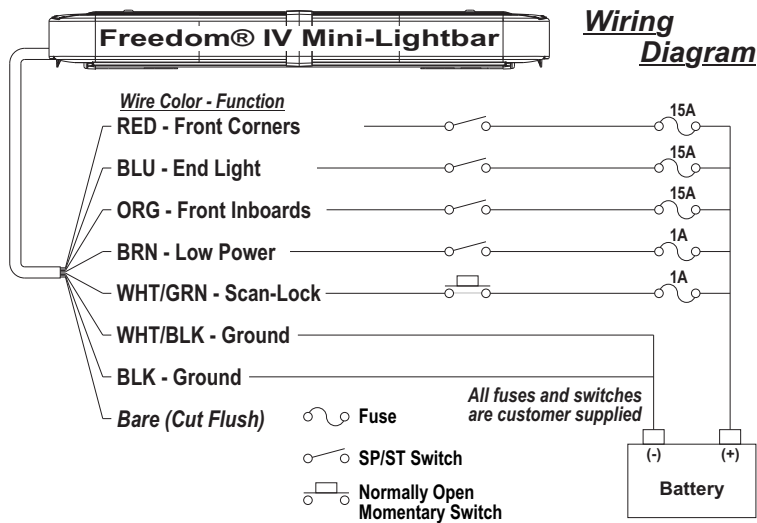 Freedom® IV Mini-Lightbar
Wiring
Diagram
Wire Color - Function
RED - Front Corners
15A
BLU - End Light
15A
ORG - Front Inboards
15A
BRN - Low Power
1A
WHT/GRN - Scan-Lock
1A
WHT/BLK - Ground
BLK - Ground
Bare (Cut Flush)
All fuses and switches
are customer supplied
Fuse
SP/ST Switch
Normally Open
Momentary Switch
(-)
(+)
Battery